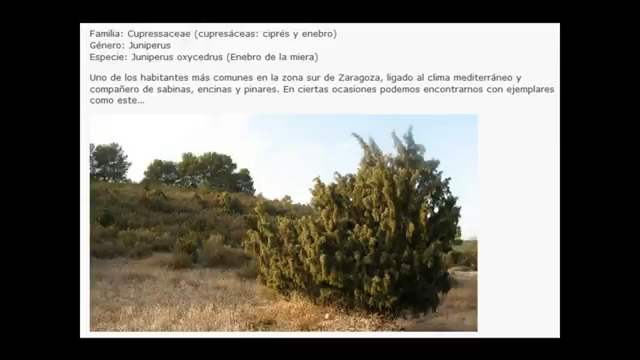 Familia: Cupressaceae (cupresáceas: ciprés y enebro)
Género: Juniperus
Especie: Juniperus oxycedrus (Enebro de la miera)
Uno de los habitantes más comunes en la zona sur de Zaragoza, ligado al clima mediterráneo y
compañero de sabinas, encinas y pinares. En ciertas ocasiones podemos encontrarnos con ejemplares
como este...